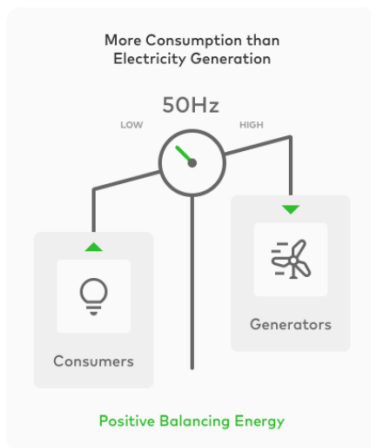 More Consumption than
Electricity Generation
50Hz
LOW
HIGH
Generators
Consumers
Positive Balancing Energy